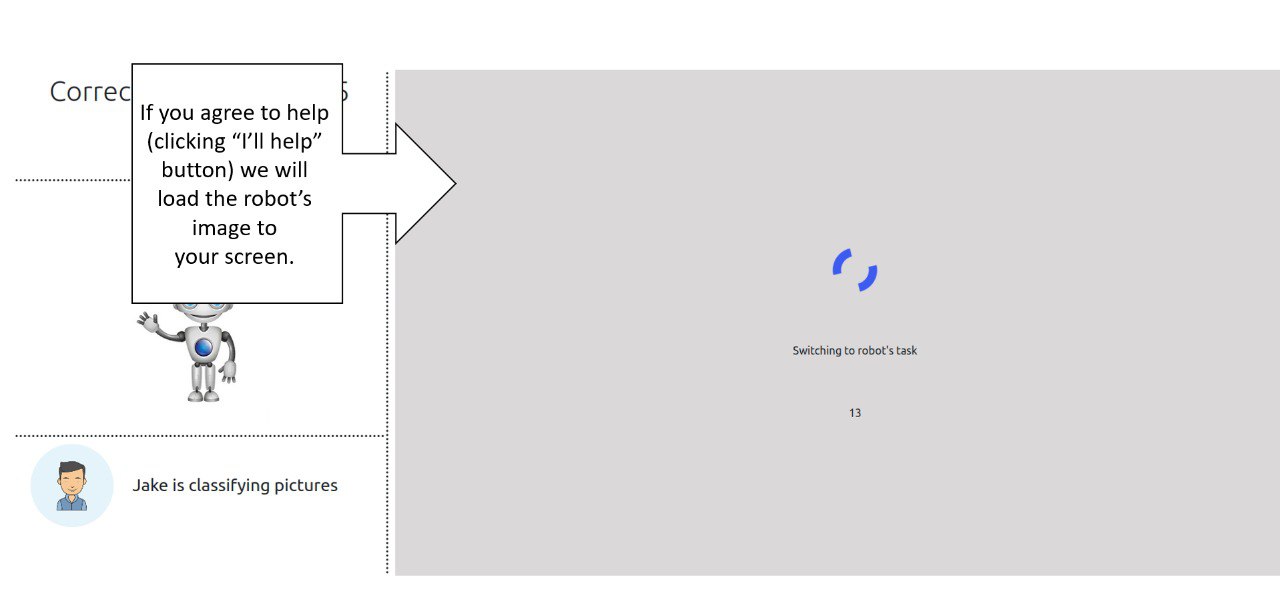 Correc
If you agree to help
(clicking “I’ll help”
button) we will
load the robot’s
image to
your screen.
Switching to robot's task
13
Jake is classifying pictures